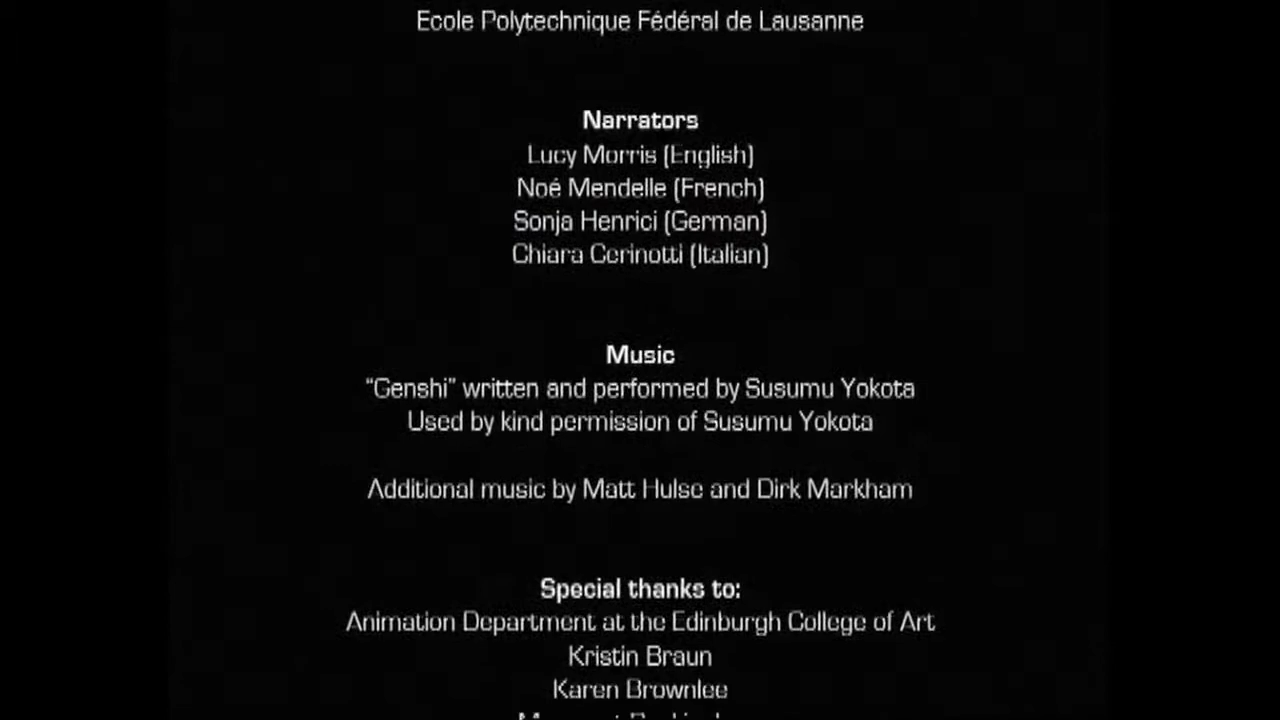 Ecole Polytechnique Fédéral de Lausanne
Narrators
Lucy Morris (English)
Noé Mendelle (French)
Sonja Henrici (German)
Chiara Cerinotti (Italian)
Music
“Genshi” written and performed by Susumu Yokota
Used by kind permission of Susumu Yokota
Additional music by Matt Hulse and Dirk Markham
Special thanks to:
Animation Department at the Edinburgh College of Art
Kristin Braun
Karen Brownlee